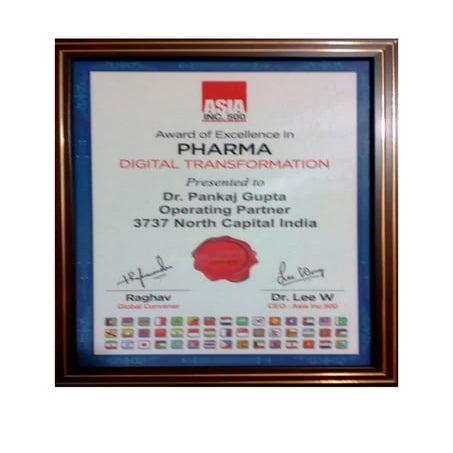 ASIA
INC. 500
Award of Excellence in
PHARMA
DIGITAL TRANSFORMATION
Presented to
Dr. Pankaj Gupta
Operating Partner
3737 North Capital India
Raghav
Global Convener
Dr. Lee W
CEO - Asia Inc 500